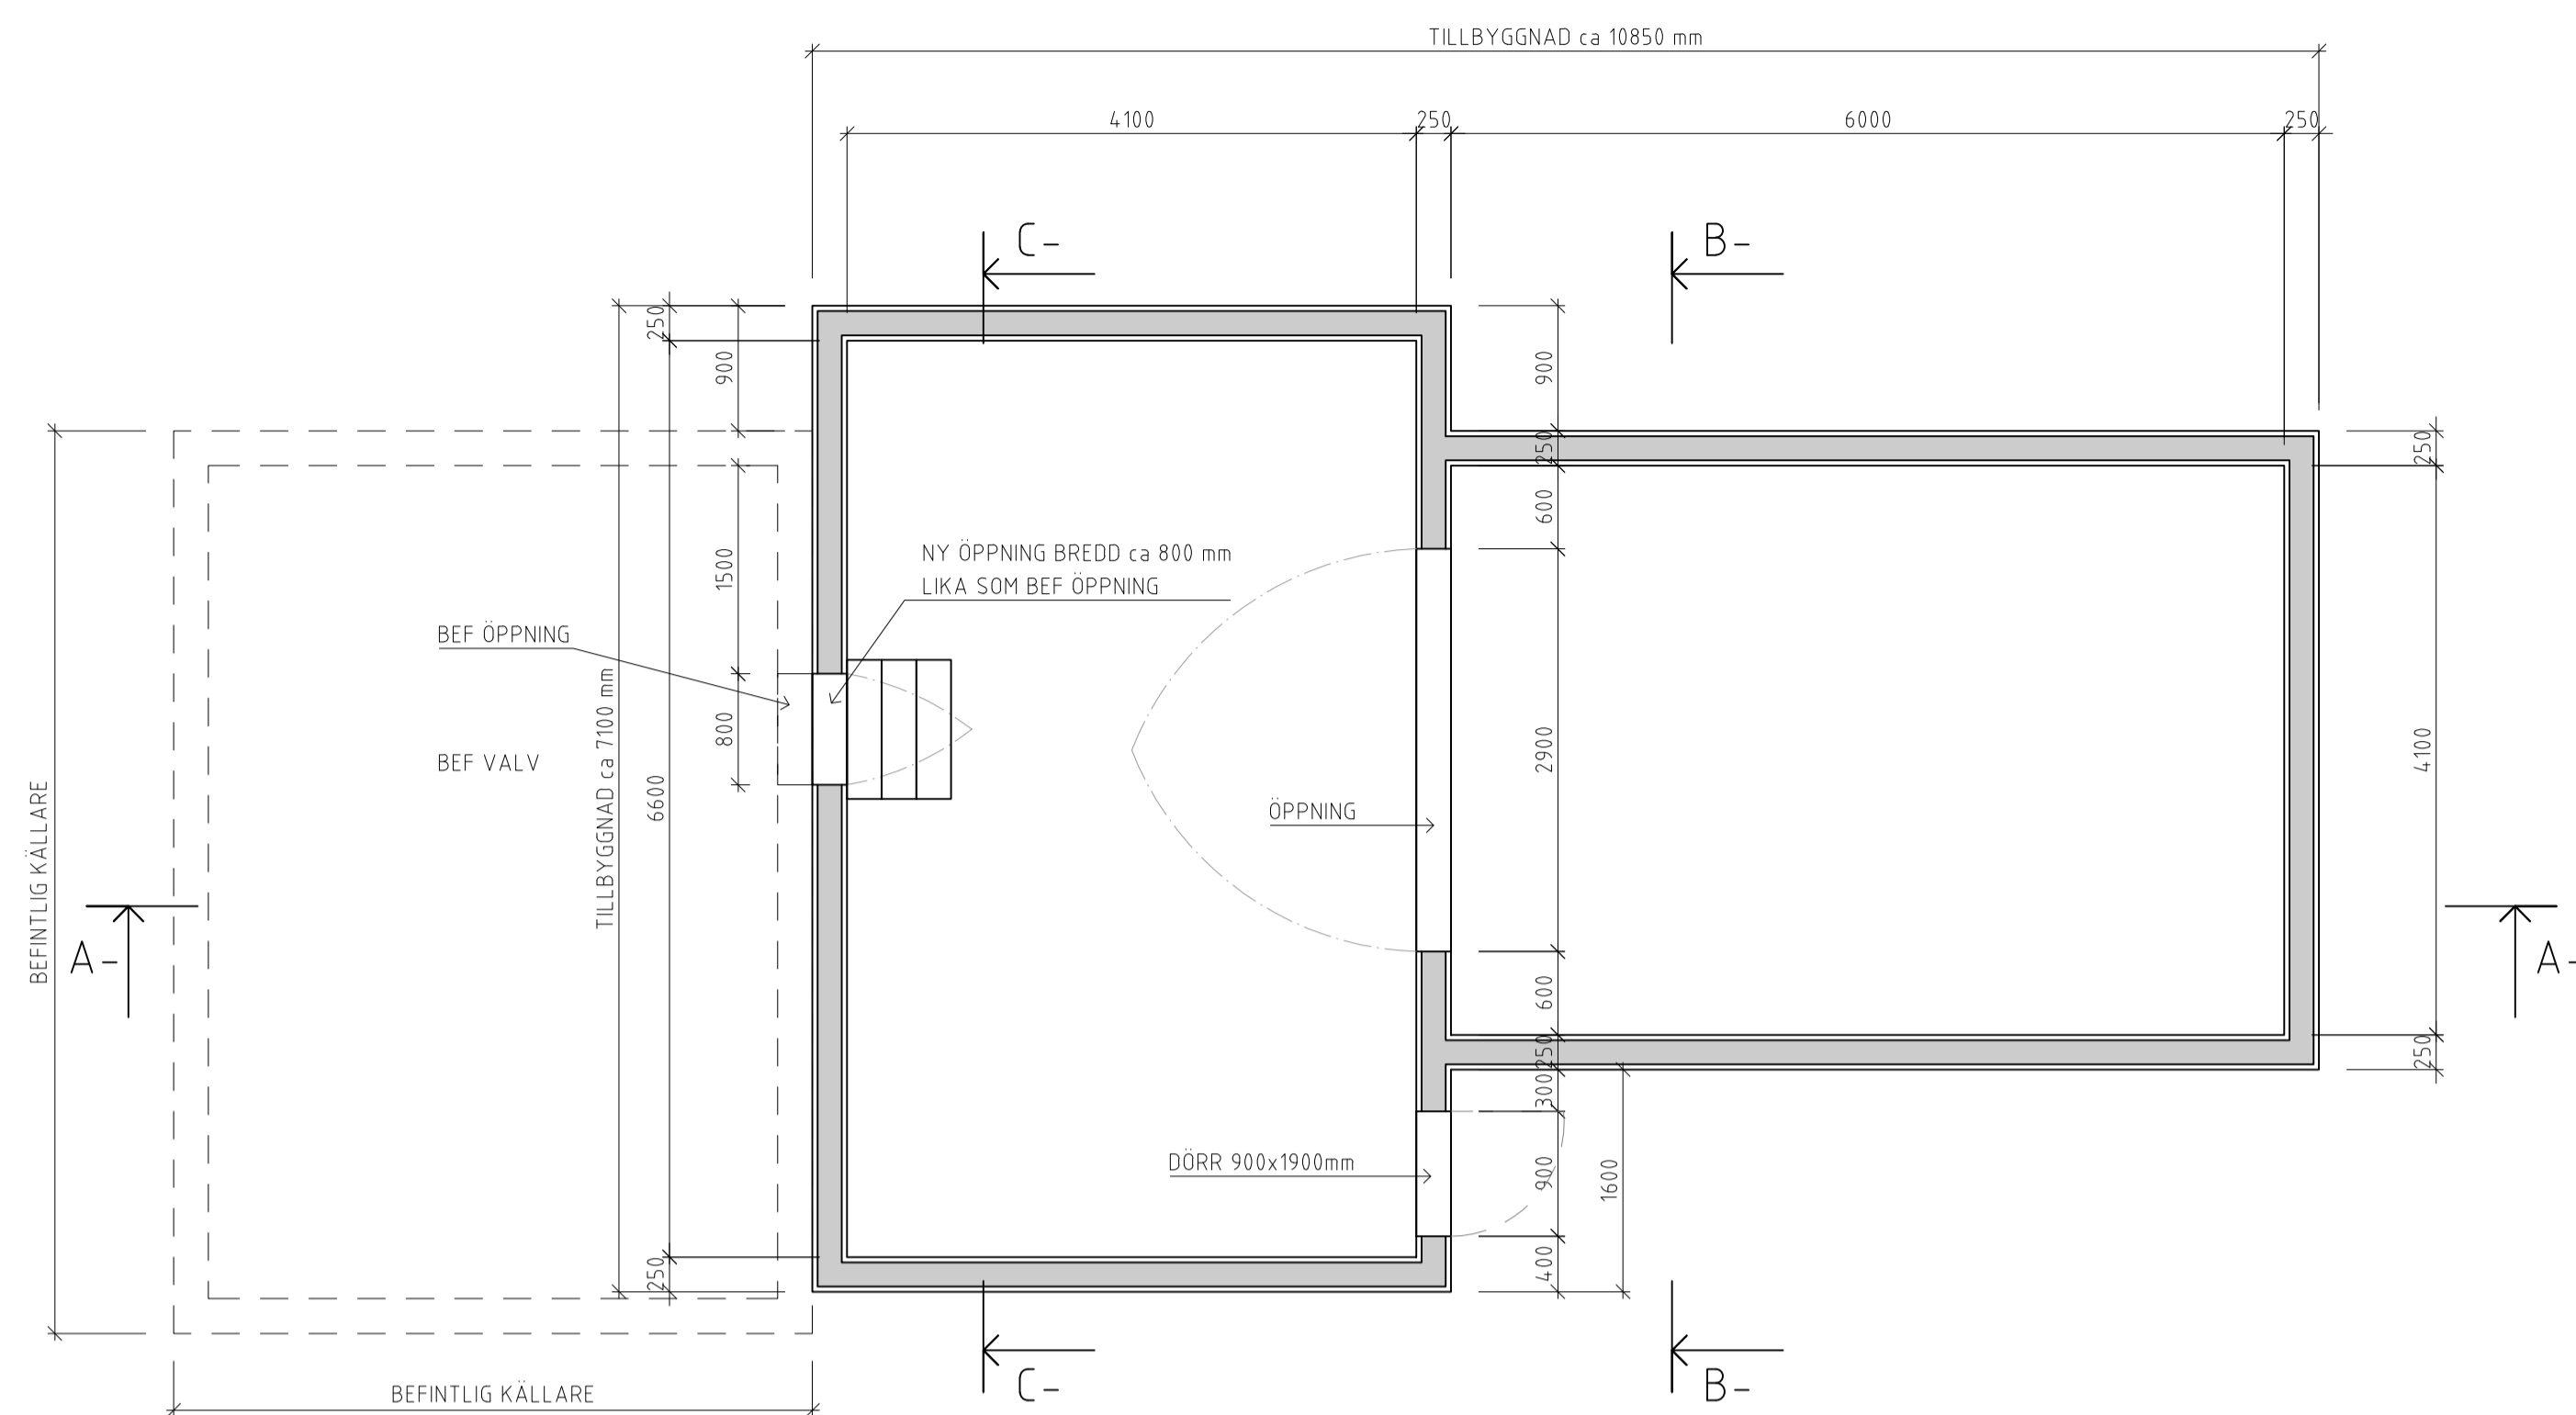 TILLBYGGNAD ca 10850 mm
4100
250
6000
250
C-
B-
250
900
900
250
250
600
1500
NY ÖPPNING BREDD ca 800 mm
LIKA SOM BEF ÖPPNING
BEF ÖPPNING
TILLBYGGNAD ca 7100 mm
800
2900
4100
BEF VALV
6600
ÖPPNING
BEFINTLIG KÄLLARE
A-
A-
600
250
250
300
DÖRR 900x1900mm
900
1600
250
400
C-
B-
BEFINTLIG KÄLLARE